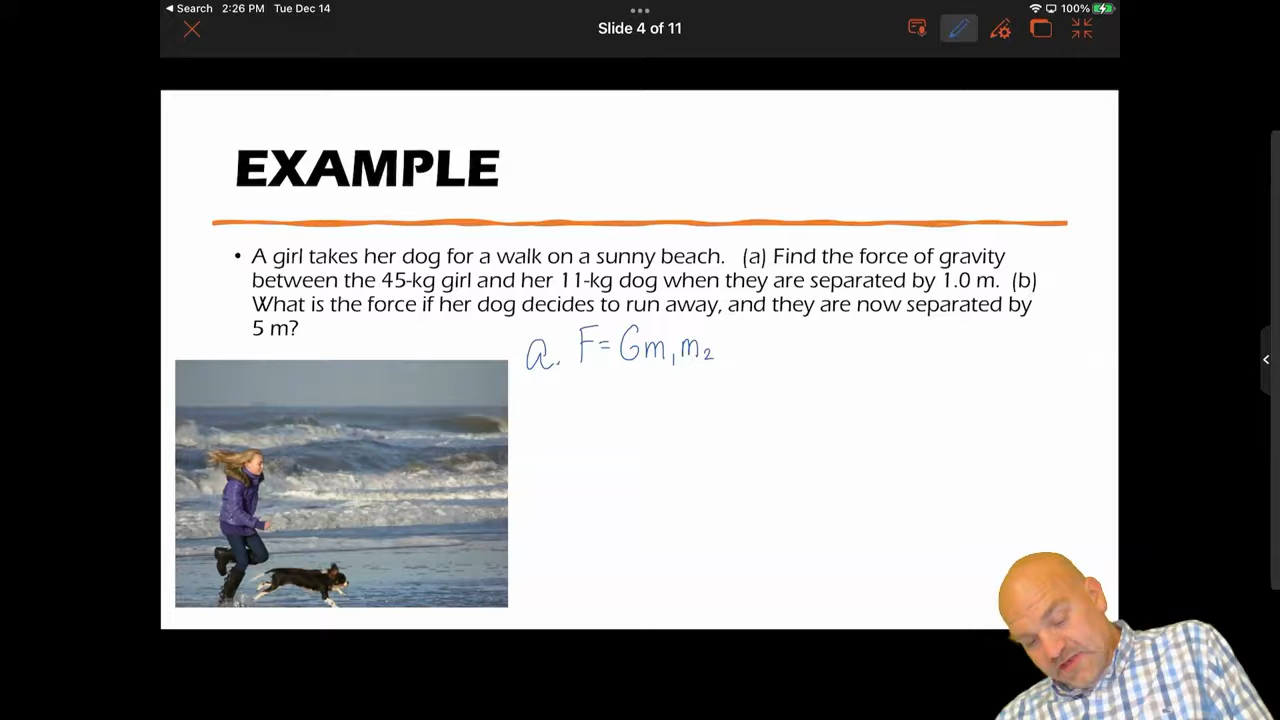 ◀ Search 2:26 PM Tue Dec 14 100%
Slide 4 of 11
EXAMPLE
• A girl takes her dog for a walk on a sunny beach. (a) Find the force of gravity
between the 45-kg girl and her 11-kg dog when they are separated by 1.0 m. (b)
What is the force if her dog decides to run away, and they are now separated by
5 m?
a. F = Gm₁m₂